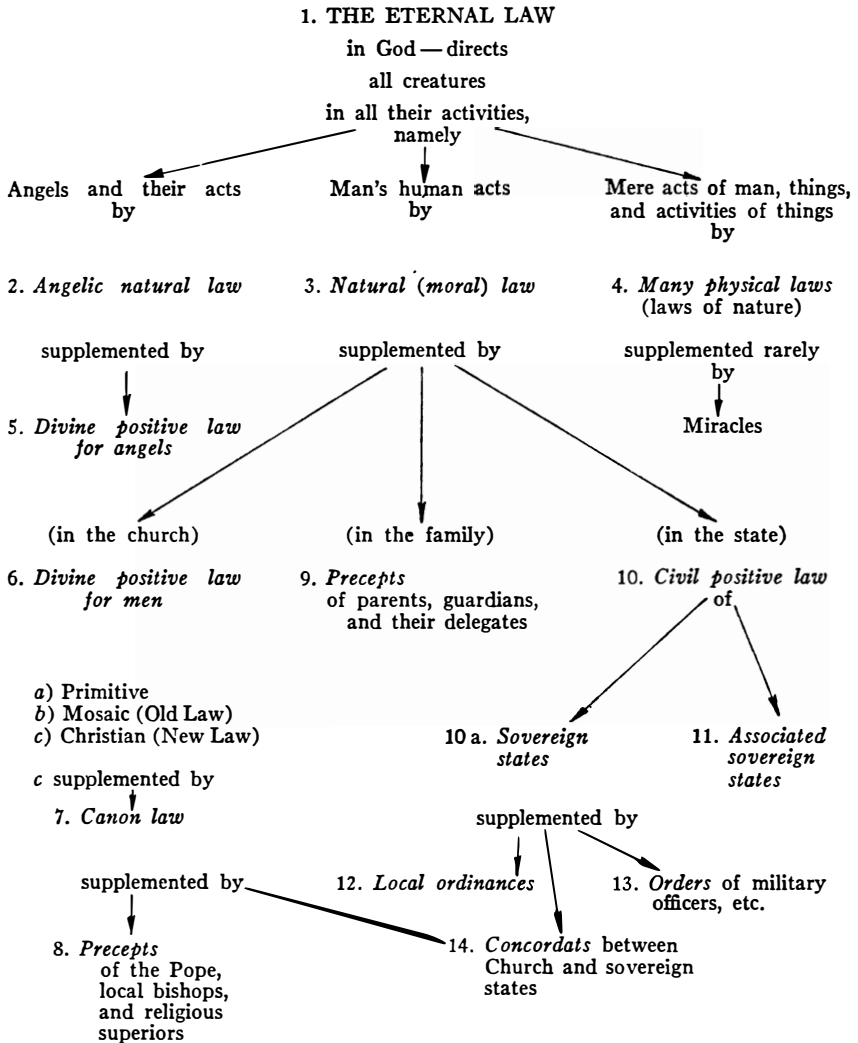 1. THE ETERNAL LAW
in God — directs
all creatures
in all their activities,
namely
Angels and their acts
by
Man's human acts
by
Mere acts of man, things,
and activities of things
by
2. Angelic natural law
3. Natural (moral) law
4. Many physical laws
(laws of nature)
supplemented by
supplemented by
supplemented rarely
by
5. Divine positive law
for angels
Miracles
(in the church)
(in the family)
(in the state)
6. Divine positive law
for men
9. Precepts
of parents, guardians,
and their delegates
10. Civil positive law
of
a) Primitive
b) Mosaic (Old Law)
c) Christian (New Law)
10 a. Sovereign
states
11. Associated
sovereign
states
c supplemented by
7. Canon law
supplemented by
supplemented by
12. Local ordinances
13. Orders of military
officers, etc.
8. Precepts
of the Pope,
local bishops,
and religious
superiors
14. Concordats between
Church and sovereign
states